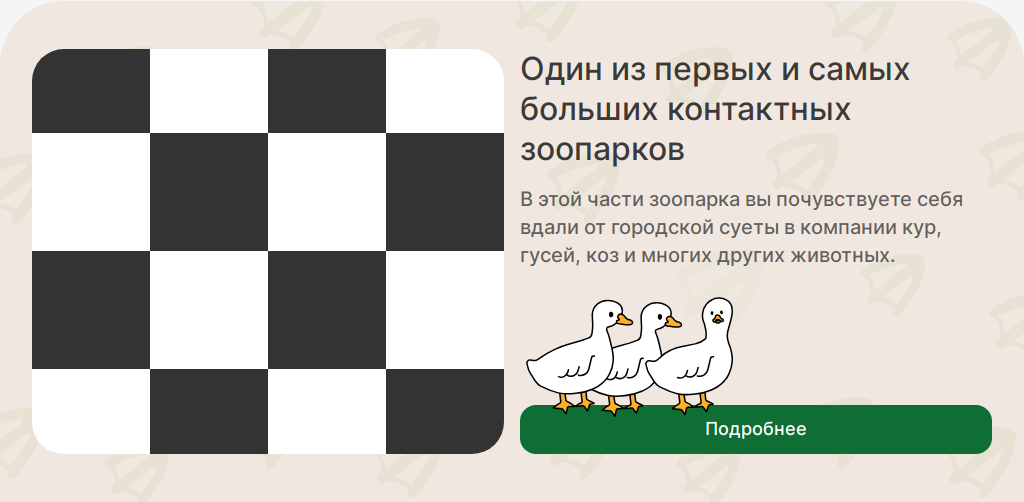 Один из первых и самых
больших контактных
зоопарков
В этой части зоопарка вы почувствуете себя
вдали от городской суеты в компании кур,
гусей, коз и многих других животных.
Подробнее